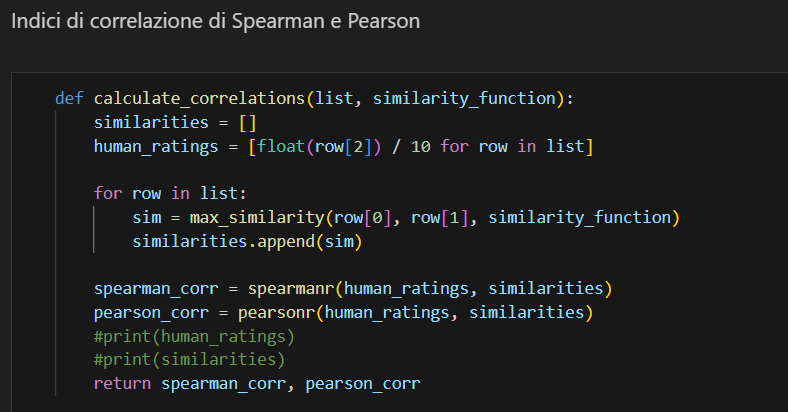 Indici di correlazione di Spearman e Pearson
def calculate_correlations(list, similarity_function):
    similarities = []
    human_ratings = [float(row[2]) / 10 for row in list]
    for row in list:
        sim = max_similarity(row[0], row[1], similarity_function)
        similarities.append(sim)
    spearman_corr = spearmanr(human_ratings, similarities)
    pearson_corr = pearsonr(human_ratings, similarities)
    #print(human_ratings)
    #print(similarities)
    return spearman_corr, pearson_corr